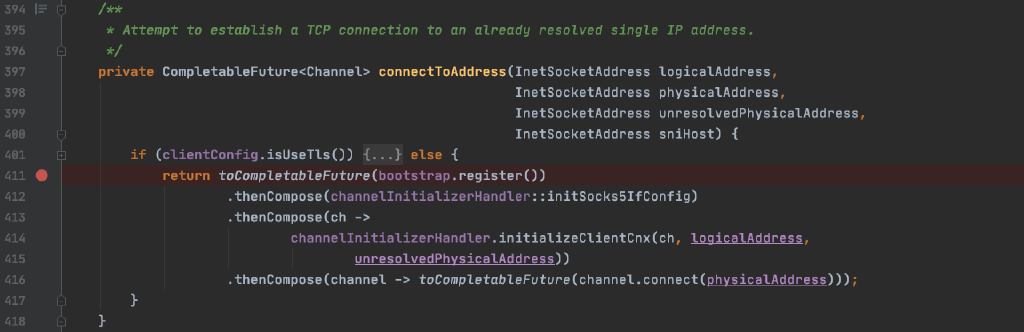 394 /**
395 * Attempt to establish a TCP connection to an already resolved single IP address.
396 */
397 private CompletableFuture<Channel> connectToAddress(InetSocketAddress logicalAddress,
398 InetSocketAddress physicalAddress,
399 InetSocketAddress unresolvedPhysicalAddress,
400 InetSocketAddress sniHost) {
401 if (clientConfig.isUseTls()) {...} else {
411 return toCompletableFuture(bootstrap.register())
412 .thenCompose(channelInitializerHandler::initSocks5IfConfig)
413 .thenCompose(ch ->
414 channelInitializerHandler.initializeClientCnx(ch, logicalAddress,
415 unresolvedPhysicalAddress))
416 .thenCompose(channel -> toCompletableFuture(channel.connect(physicalAddress)));
417 }
418 }